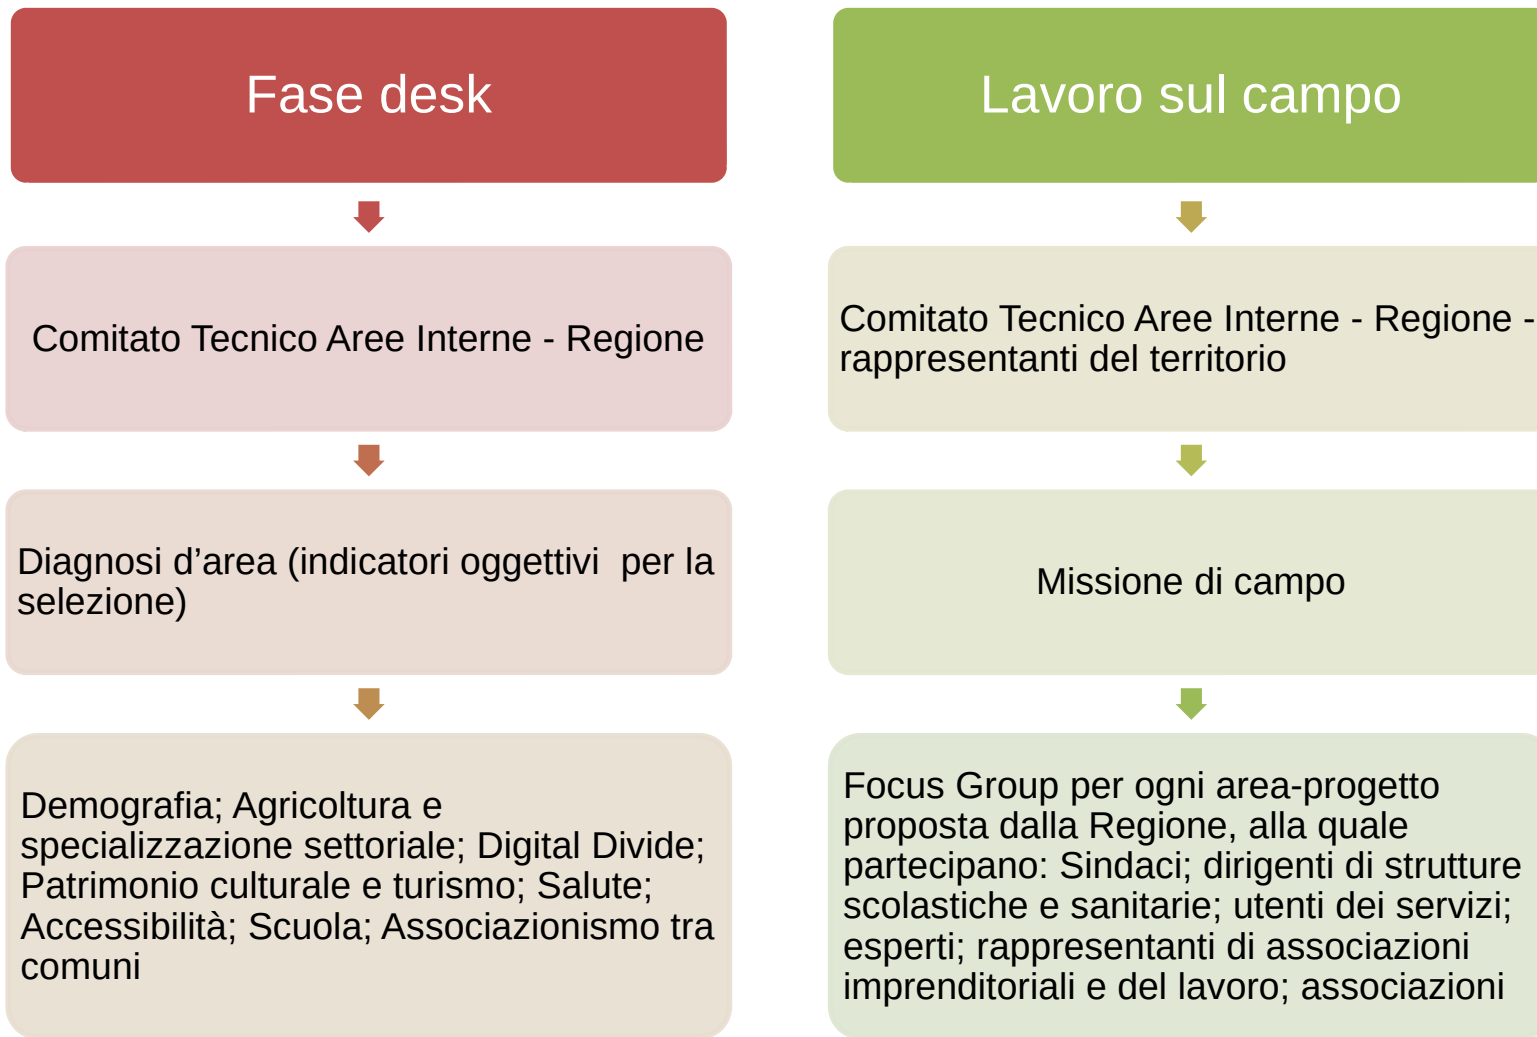 Fase desk
Comitato Tecnico Aree Interne - Regione
Diagnosi d’area (indicatori oggettivi  per la
selezione)
Demografia; Agricoltura e
specializzazione settoriale; Digital Divide;
Patrimonio culturale e turismo; Salute;
Accessibilità; Scuola; Associazionismo tra
comuni
Lavoro sul campo
Comitato Tecnico Aree Interne - Regione -
rappresentanti del territorio
Missione di campo
Focus Group per ogni area-progetto
proposta dalla Regione, alla quale
partecipano: Sindaci; dirigenti di strutture
scolastiche e sanitarie; utenti dei servizi;
esperti; rappresentanti di associazioni
imprenditoriali e del lavoro; associazioni